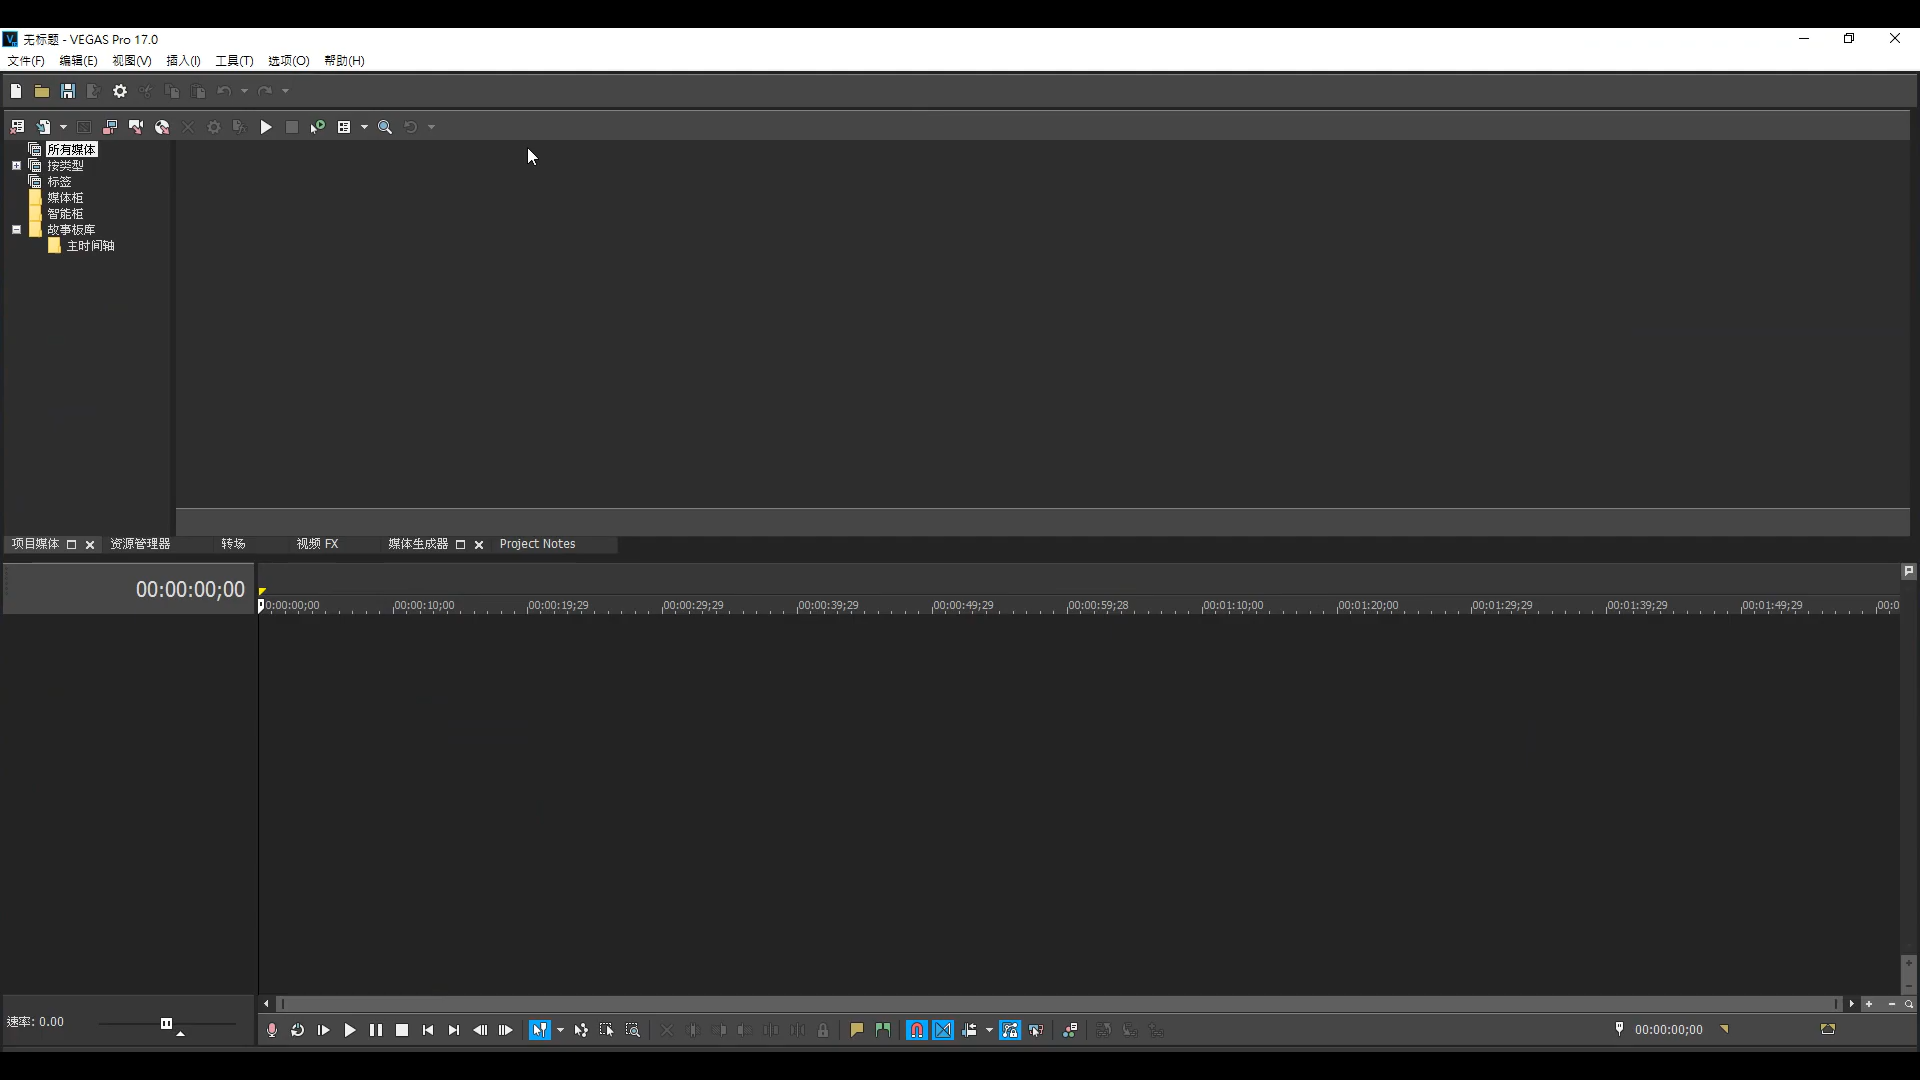 无标题 - VEGAS Pro 17.0
文件(F) 编辑(E) 视图(V) 插入(I) 工具(T) 选项(O) 帮助(H)
所有媒体
按类型
标签
媒体柜
智能柜
故事板库
主时间轴
项目媒体 资源管理器 转场 视频 FX 媒体生成器 Project Notes
00:00:00;00
0:00:00;00 00:00:10;00 00:00:19;29 00:00:29;29 00:00:39;29 00:00:49;29 00:00:59;28 00:01:10;00 00:01:20;00 00:01:29;29 00:01:39;29 00:01:49;29 00:0
速率: 0.00
00:00:00;00